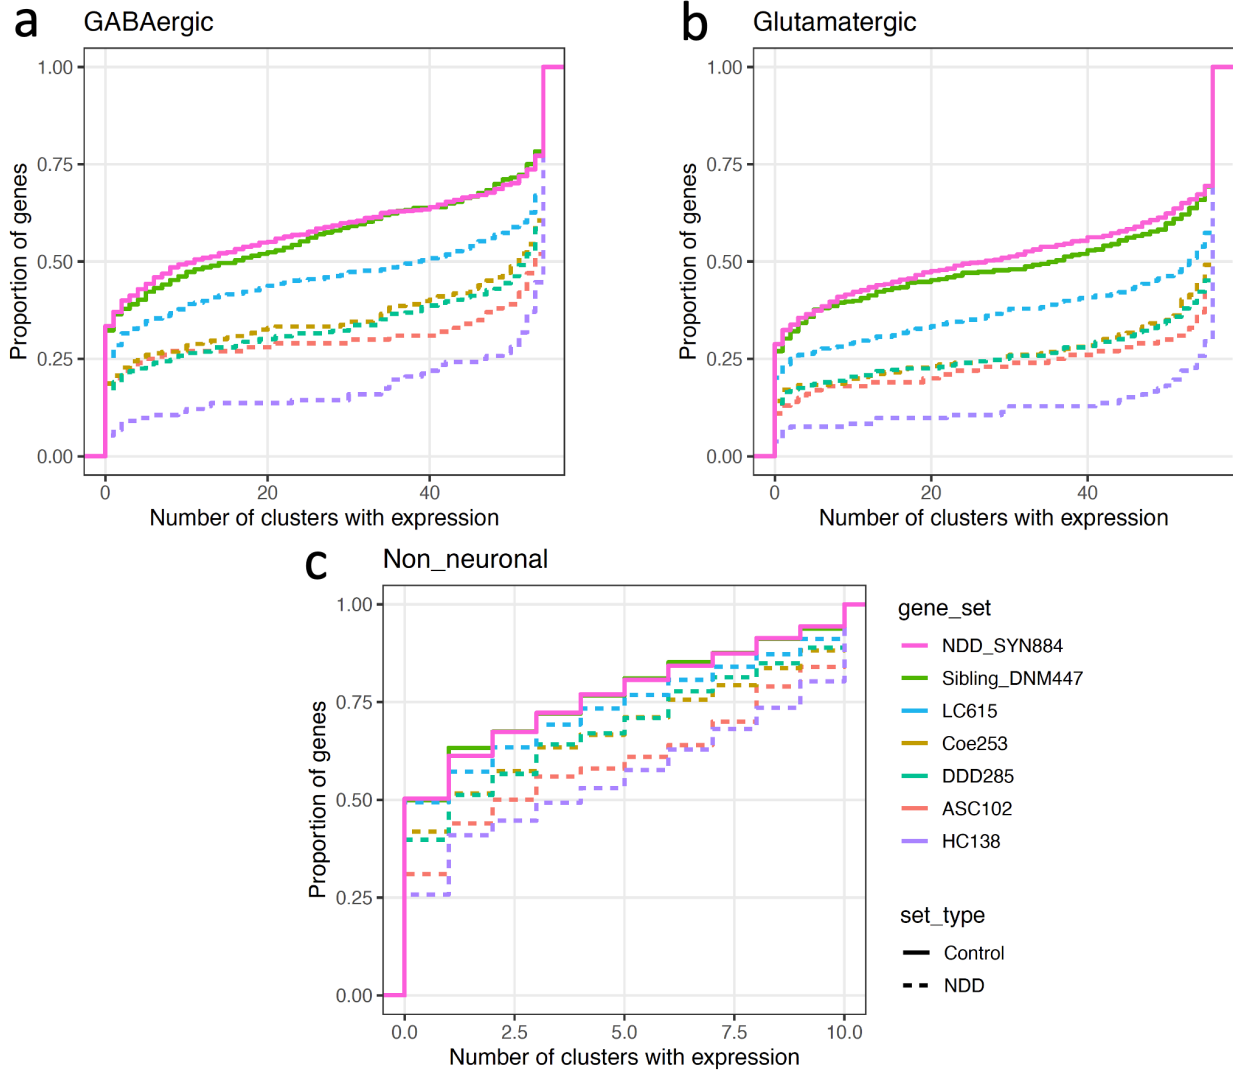 a
GABAergic
1.00
0.75
0.50
0.25
0.00
Proportion of genes
0
20
40
Number of clusters with expression
b
Glutamatergic
1.00
0.75
0.50
0.25
0.00
Proportion of genes
0
20
40
Number of clusters with expression
c
Non_neuronal
1.00
0.75
0.50
0.25
0.00
Proportion of genes
0.0
2.5
5.0
7.5
10.0
Number of clusters with expression
gene_set
NDD_SYN884
Sibling_DNM447
LC615
Coe253
DDD285
ASC102
HC138
set_type
Control
NDD